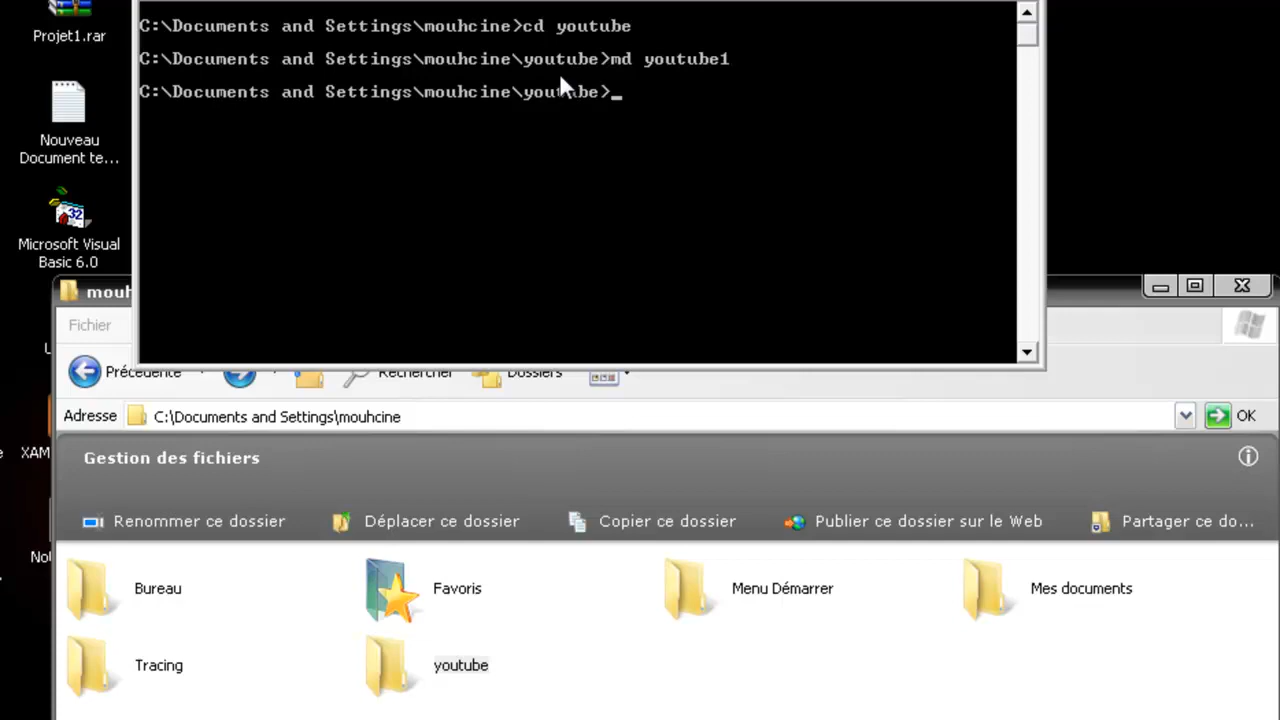 Projet1.rar
Nouveau
Document te...
32
Microsoft Visual
Basic 6.0
C:\Documents and Settings\mouhcine>cd youtube
C:\Documents and Settings\mouhcine\youtube>md youtube1
C:\Documents and Settings\mouhcine\youtube>_
mouh
Fichier
Précédente
Rechercher
Dossiers
Adresse
C:\Documents and Settings\mouhcine
OK
XAM
Gestion des fichiers
Renommer ce dossier
Déplacer ce dossier
Copier ce dossier
Publier ce dossier sur le Web
Partager ce do...
Bureau
Favoris
Menu Démarrer
Mes documents
Tracing
youtube